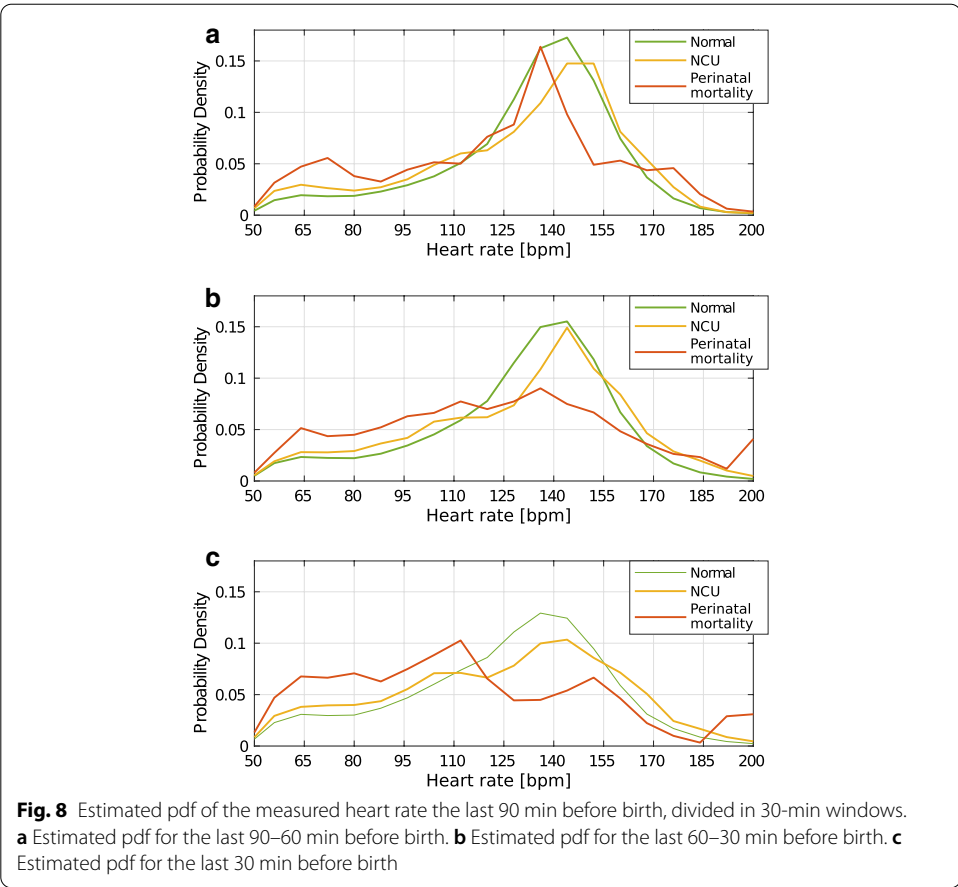 a
Probability Density
0.15
0.1
0.05
0
50 65 80 95 110 125 140 155 170 185 200
Heart rate [bpm]
Normal
NCU
Perinatal
mortality
b
Probability Density
0.15
0.1
0.05
0
50 65 80 95 110 125 140 155 170 185 200
Heart rate [bpm]
Normal
NCU
Perinatal
mortality
c
Probability Density
0.15
0.1
0.05
0
50 65 80 95 110 125 140 155 170 185 200
Heart rate [bpm]
Normal
NCU
Perinatal
mortality
Fig. 8 Estimated pdf of the measured heart rate the last 90 min before birth, divided in 30-min windows.
a Estimated pdf for the last 90–60 min before birth. b Estimated pdf for the last 60–30 min before birth. c
Estimated pdf for the last 30 min before birth